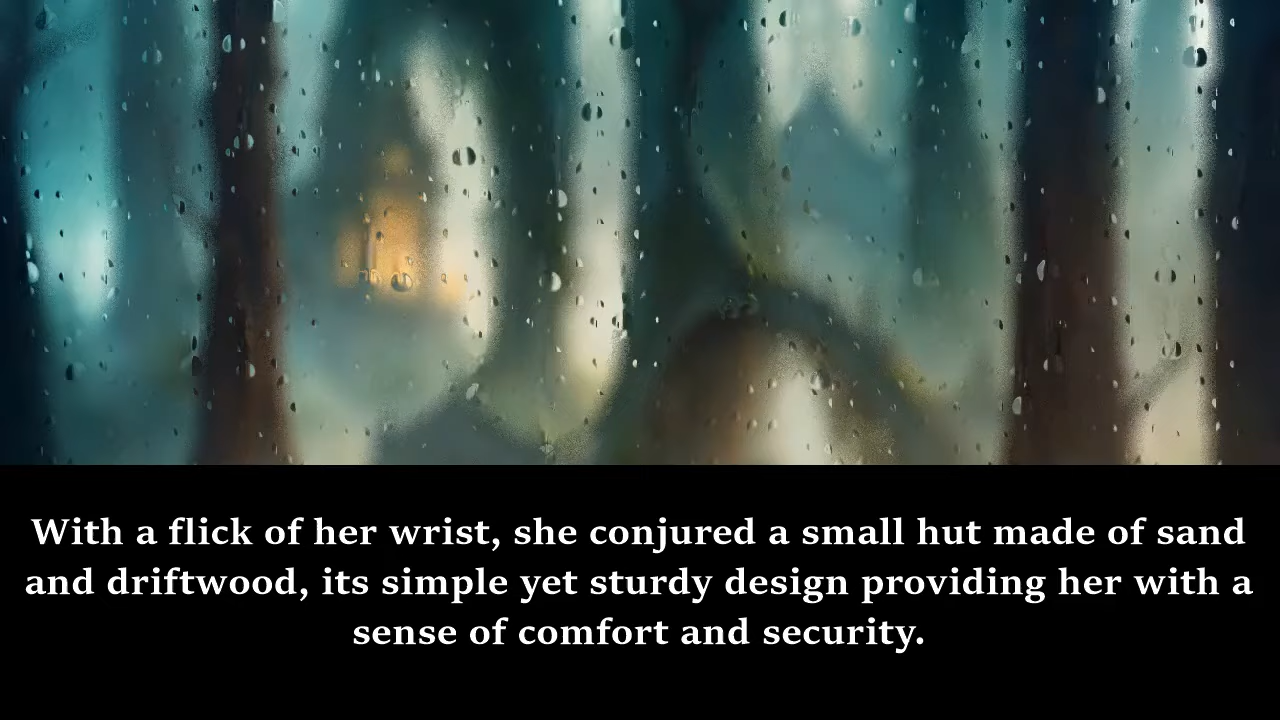 With a flick of her wrist, she conjured a small hut made of sand
and driftwood, its simple yet sturdy design providing her with a
sense of comfort and security.